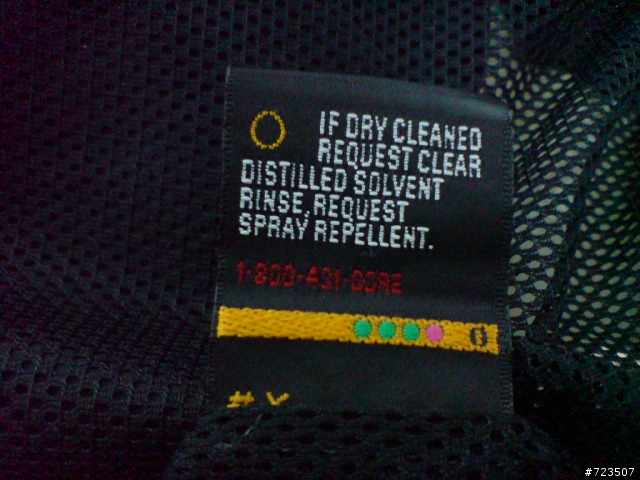 IF DRY CLEANED
REQUEST CLEAR
DISTILLED SOLVENT
RINSE, REQUEST
SPRAY REPELLENT.
1-800-431-GORE
#723507